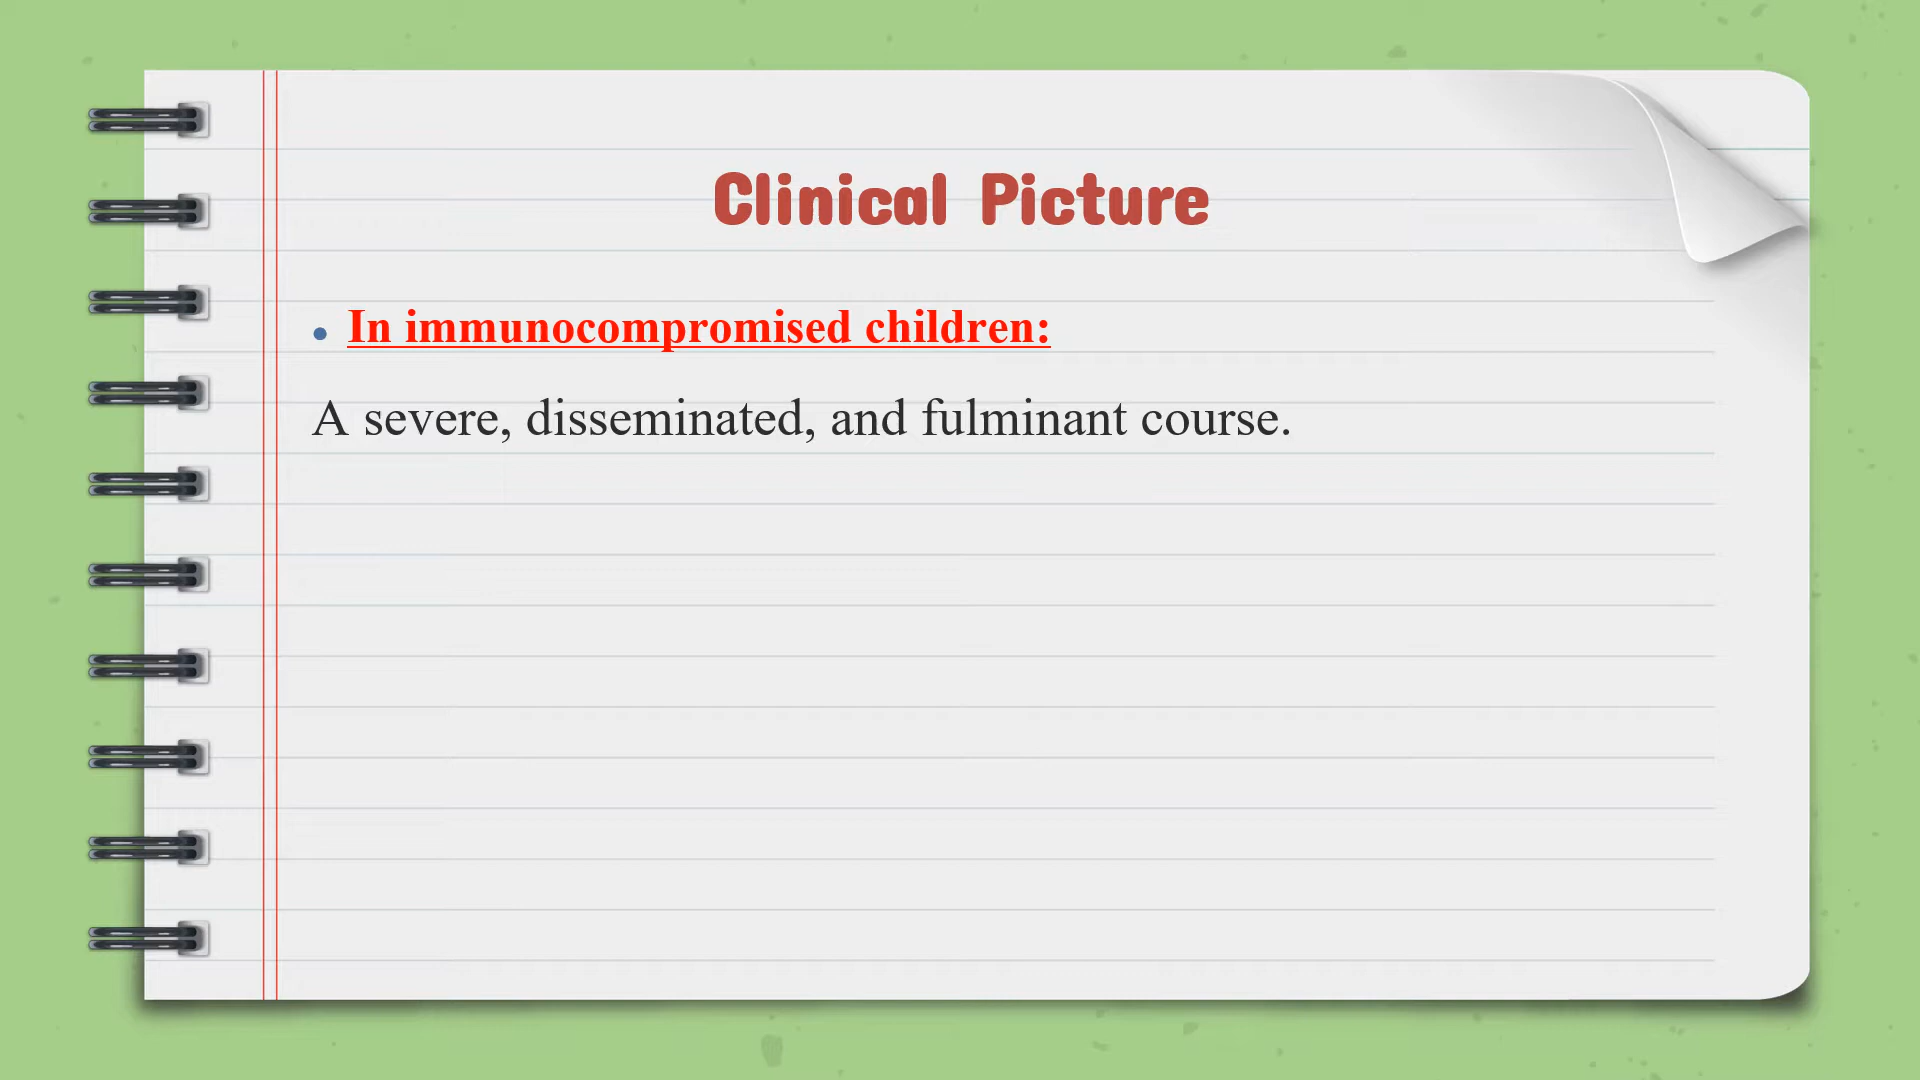 Clinical Picture
• In immunocompromised children:
A severe, disseminated, and fulminant course.